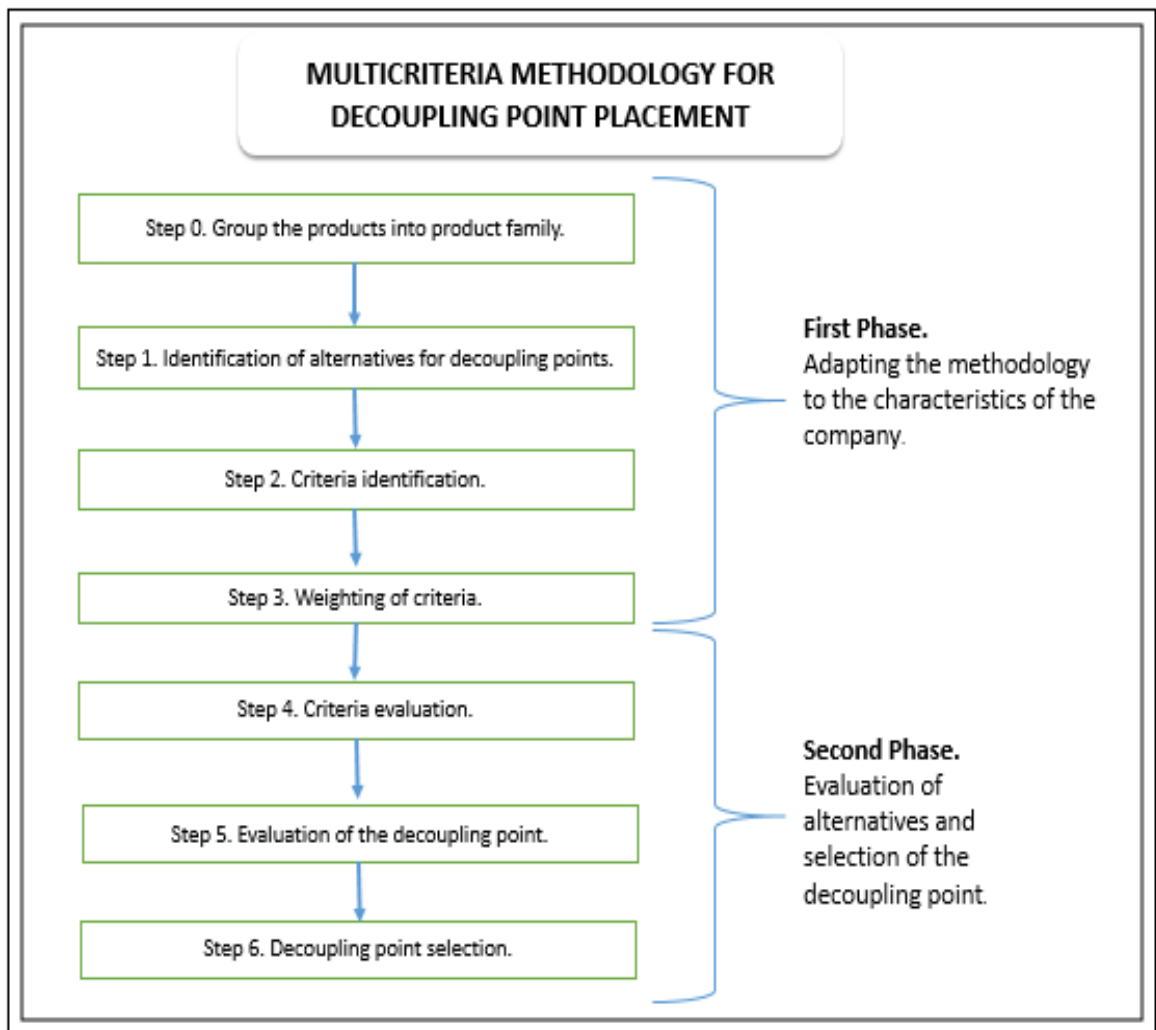 MULTICRITERIA METHODOLOGY FOR
DECOUPLING POINT PLACEMENT
Step 0. Group the products into product family.
Step 1. Identification of alternatives for decoupling points.
Step 2. Criteria identification.
Step 3. Weighting of criteria.
First Phase.
Adapting the methodology
to the characteristics of the
company.
Step 4. Criteria evaluation.
Step 5. Evaluation of the decoupling point.
Step 6. Decoupling point selection.
Second Phase.
Evaluation of
alternatives and
selection of the
decoupling point.